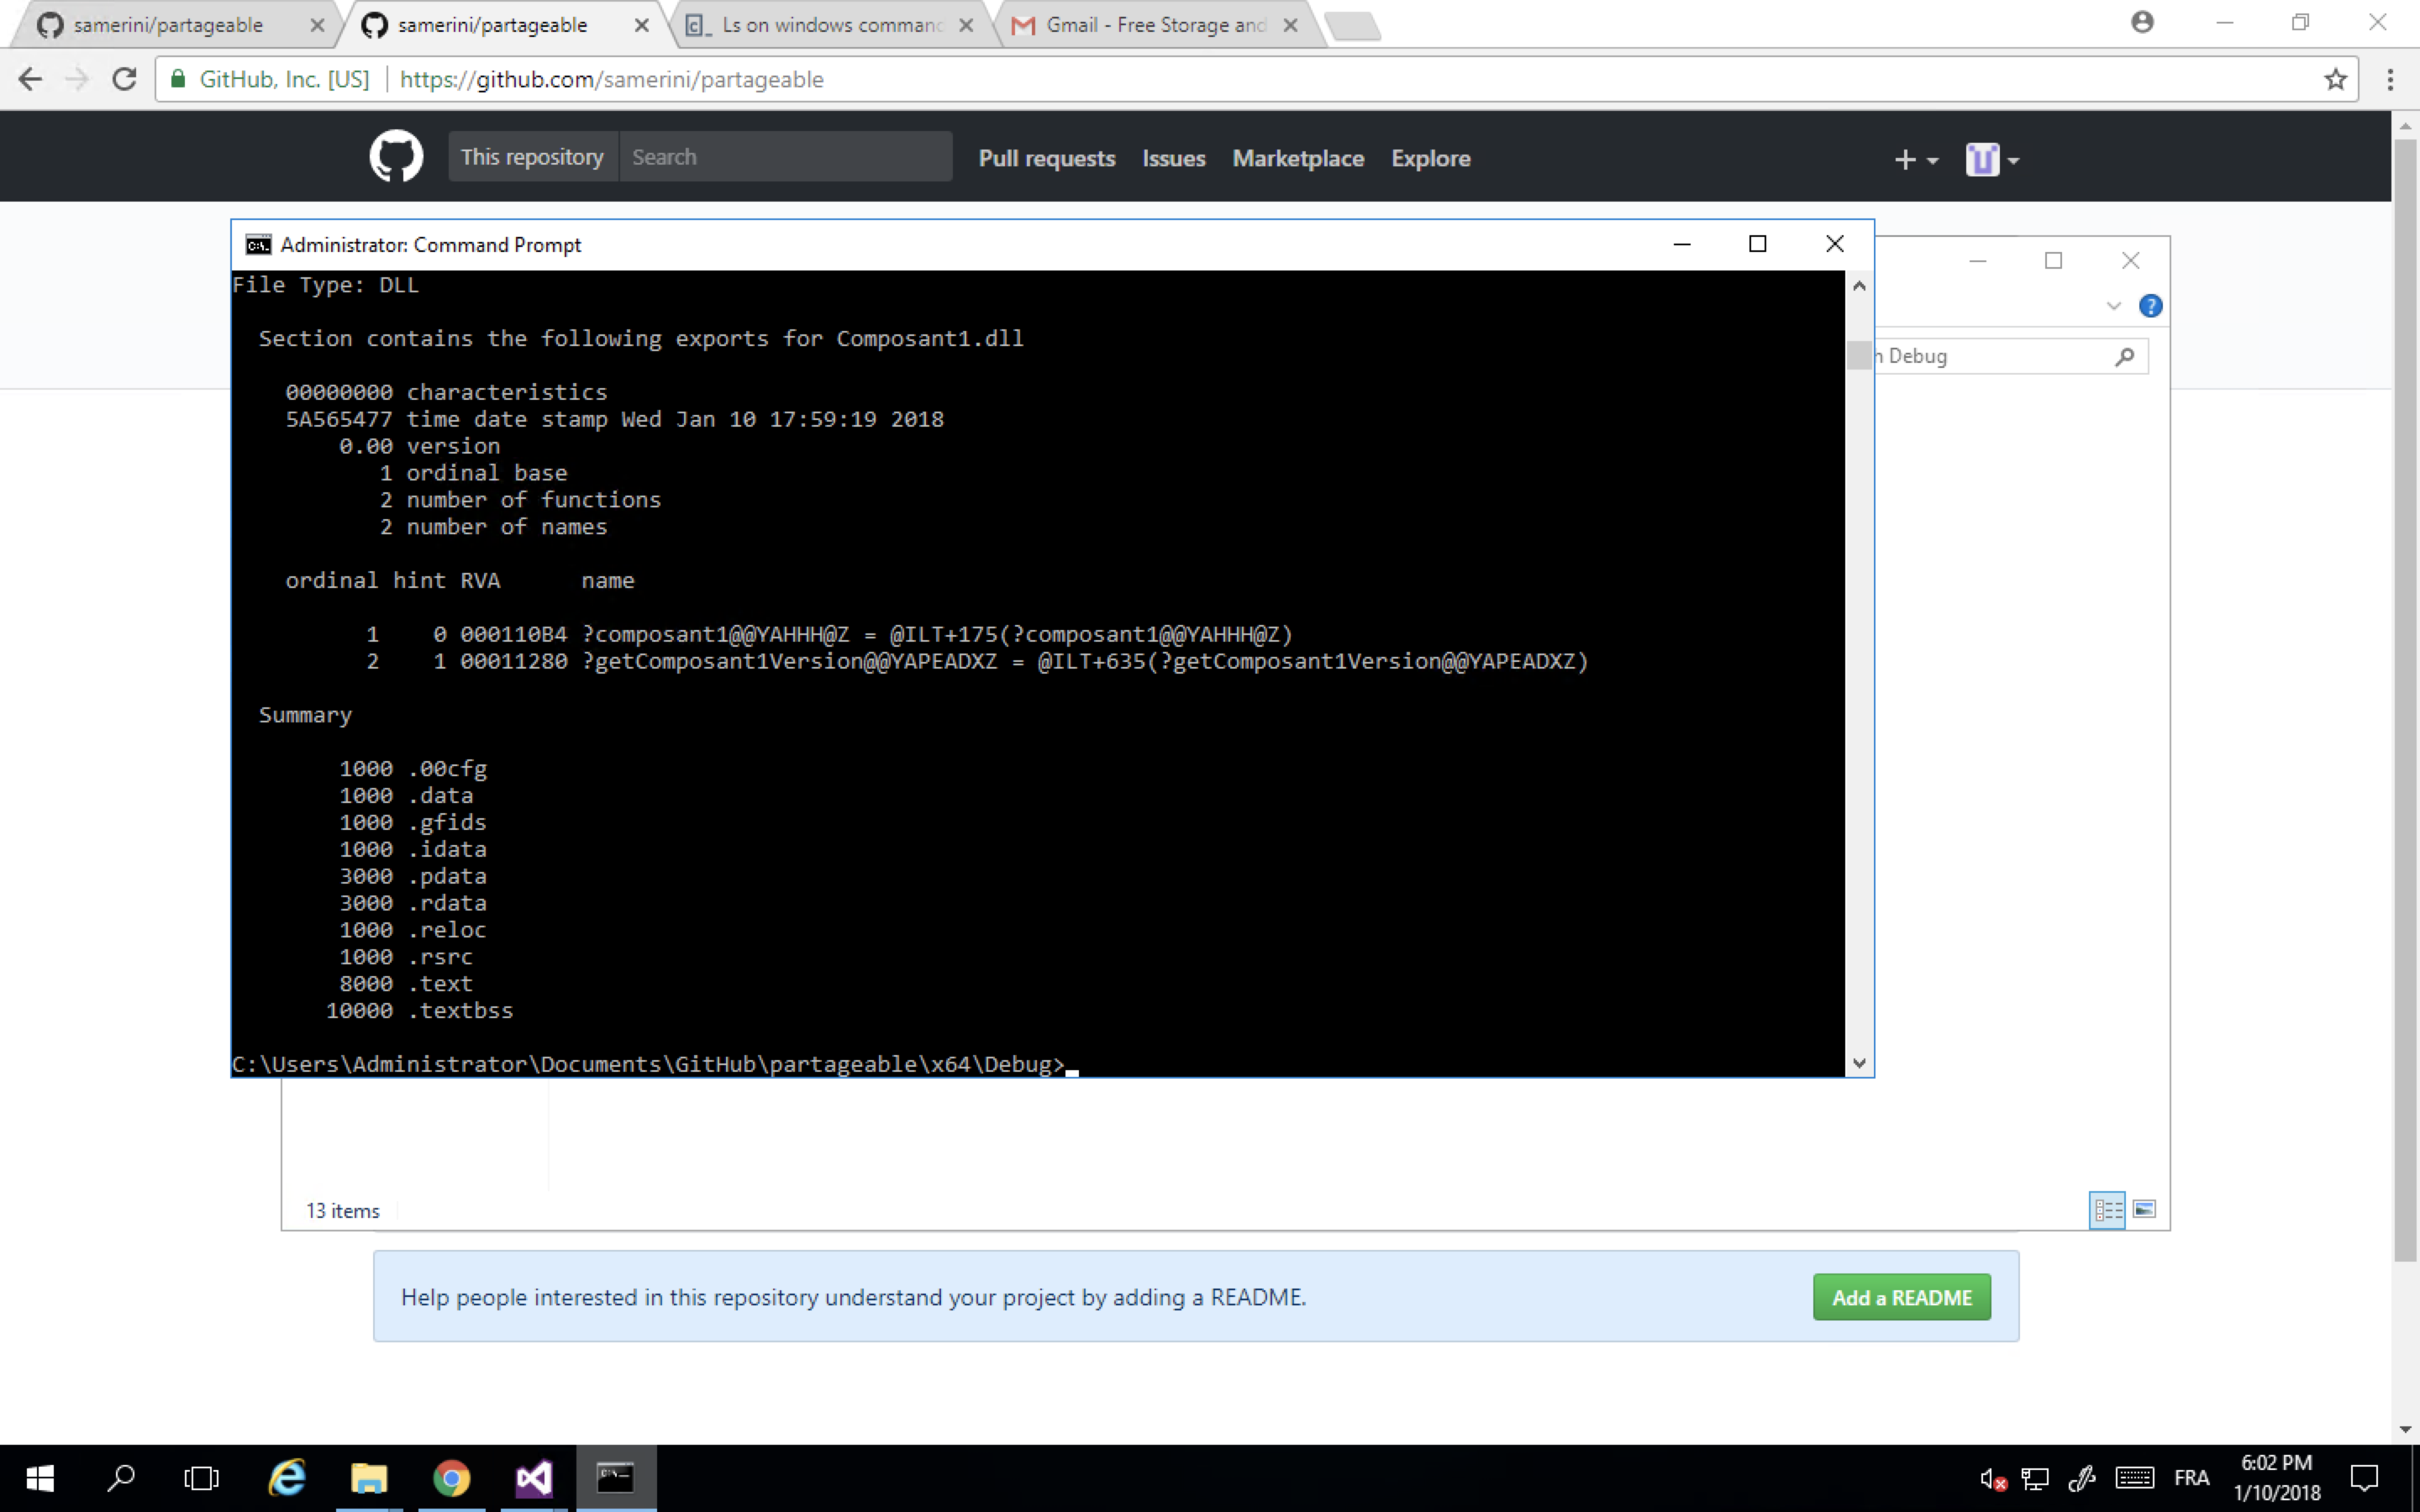 samerini/partageable
samerini/partageable
Ls on windows comman
Gmail - Free Storage and
GitHub, Inc. [US]
https://github.com/samerini/partageable
This repository
Search
Pull requests
Issues
Marketplace
Explore
Administrator: Command Prompt
File Type: DLL
Section contains the following exports for Composant1.dll
00000000 characteristics
5A565477 time date stamp Wed Jan 10 17:59:19 2018
0.00 version
1 ordinal base
2 number of functions
2 number of names
ordinal hint RVA      name
1    0 000110B4 ?composant1@@YAHHH@Z = @ILT+175(?composant1@@YAHHH@Z)
2    1 00011280 ?getComposant1Version@@YAPEADXZ = @ILT+635(?getComposant1Version@@YAPEADXZ)
Summary
1000 .00cfg
1000 .data
1000 .gfids
1000 .idata
3000 .pdata
3000 .rdata
1000 .reloc
1000 .rsrc
8000 .text
10000 .textbss
C:\Users\Administrator\Documents\GitHub\partageable\x64\Debug>
Debug
13 items
Help people interested in this repository understand your project by adding a README.
Add a README
FRA
6:02 PM
1/10/2018